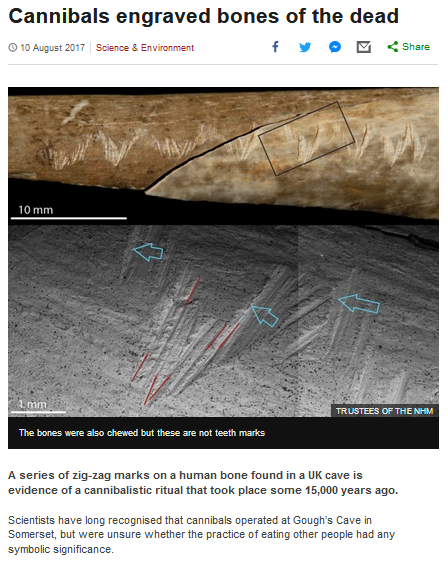 Cannibals engraved bones of the dead
10 August 2017 Science & Environment Share
10 mm
1 mm
TRUSTEES OF THE NHM
The bones were also chewed but these are not teeth marks
A series of zig-zag marks on a human bone found in a UK cave is
evidence of a cannibalistic ritual that took place some 15,000 years ago.
Scientists have long recognised that cannibals operated at Gough's Cave in
Somerset, but were unsure whether the practice of eating other people had any
symbolic significance.